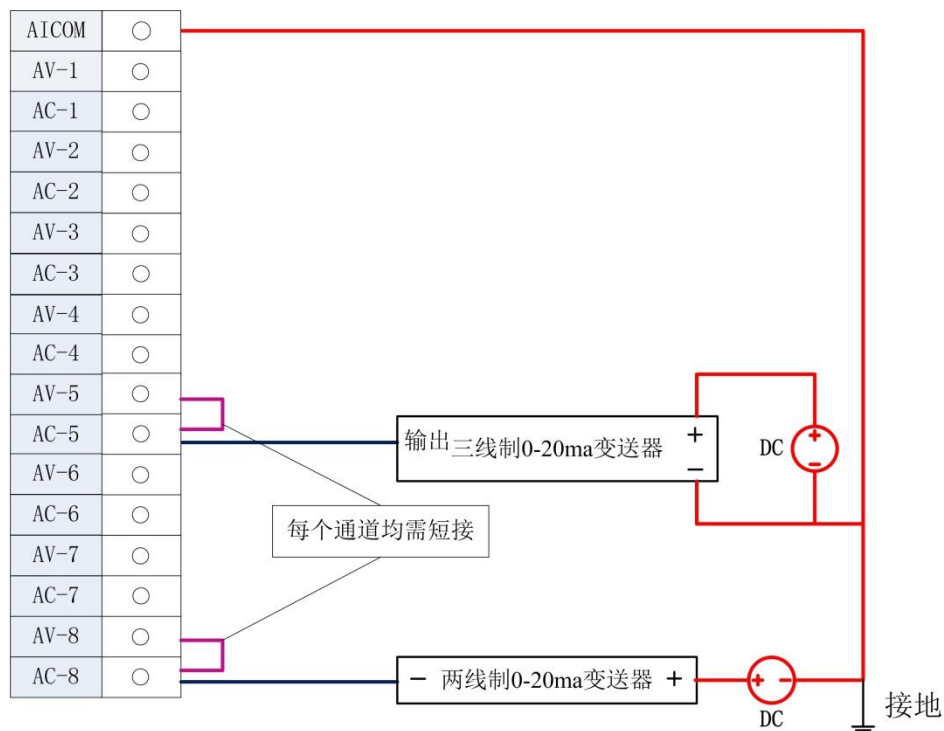 AICOM
AV-1
AC-1
AV-2
AC-2
AV-3
AC-3
AV-4
AC-4
AV-5
AC-5
AV-6
AC-6
AV-7
AC-7
AV-8
AC-8
输出 三线制0-20ma变送器 + -
DC + -
每个通道均需短接
- 两线制0-20ma变送器 +
+ -
DC
接地